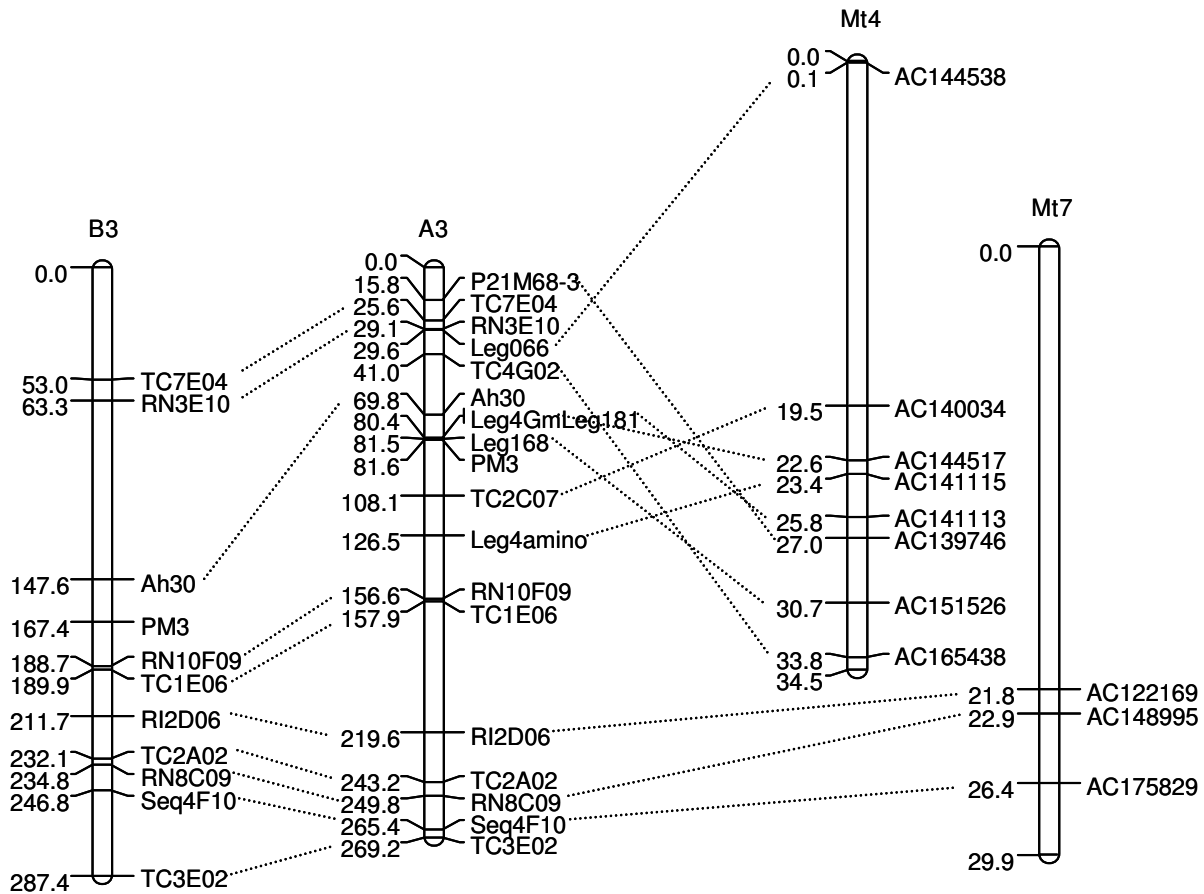 B3
0.0
53.0 TC7E04
63.3 RN3E10
147.6 Ah30
167.4 PM3
188.7 RN10F09
189.9 TC1E06
211.7 RI2D06
232.1 TC2A02
234.8 RN8C09
246.8 Seq4F10
287.4 TC3E02
A3
0.0
15.8 P21M68-3
25.6 TC7E04
29.1 RN3E10
29.6 Leg066
41.0 TC4G02
69.8 Ah30
80.4 Leg4GmLeg181
81.5 Leg168
81.6 PM3
108.1 TC2C07
126.5 Leg4amino
156.6 RN10F09
157.9 TC1E06
219.6 RI2D06
243.2 TC2A02
249.8 RN8C09
265.4 Seq4F10
269.2 TC3E02
Mt4
0.0
0.1 AC144538
19.5 AC140034
22.6 AC144517
23.4 AC141115
25.8 AC141113
27.0 AC139746
30.7 AC151526
33.8 AC165438
34.5
Mt7
0.0
21.8 AC122169
22.9 AC148995
26.4 AC175829
29.9